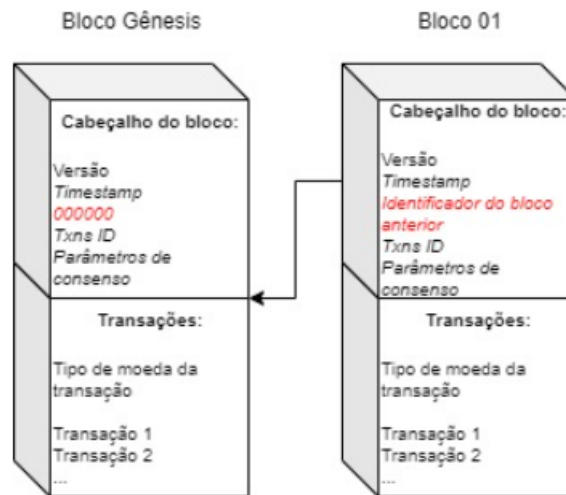 Bloco Gênesis
Cabeçalho do bloco:
Versão
Timestamp
000000
Txns ID
Parâmetros de
consenso
Transações:
Tipo de moeda da
transação
Transação 1
Transação 2
...
Bloco 01
Cabeçalho do bloco:
Versão
Timestamp
Identificador do bloco
anterior
Txns ID
Parâmetros de
consenso
Transações:
Tipo de moeda da
transação
Transação 1
Transação 2
...